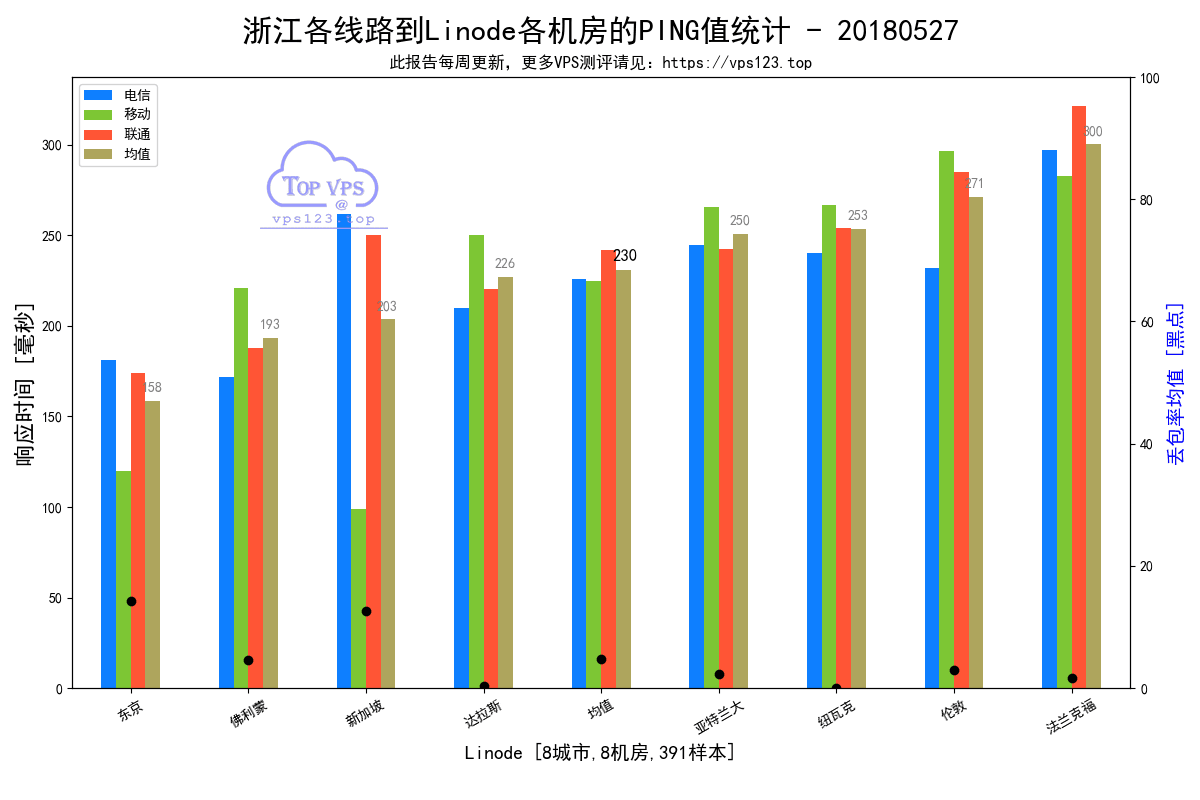 浙江各线路到Linode各机房的PING值统计 - 20180527
此报告每周更新，更多VPS测评请见：https://vps123.top
电信
移动
联通
均值
TOP VPS
@
vps123.top
响应时间 [毫秒]
300
250
200
150
100
50
0
100
80
60
40
20
0
丢包率均值 [黑点]
158
193
203
226
230
250
253
271
300
东京
佛利蒙
新加坡
达拉斯
均值
亚特兰大
纽瓦克
伦敦
法兰克福
Linode [8城市,8机房,391样本]